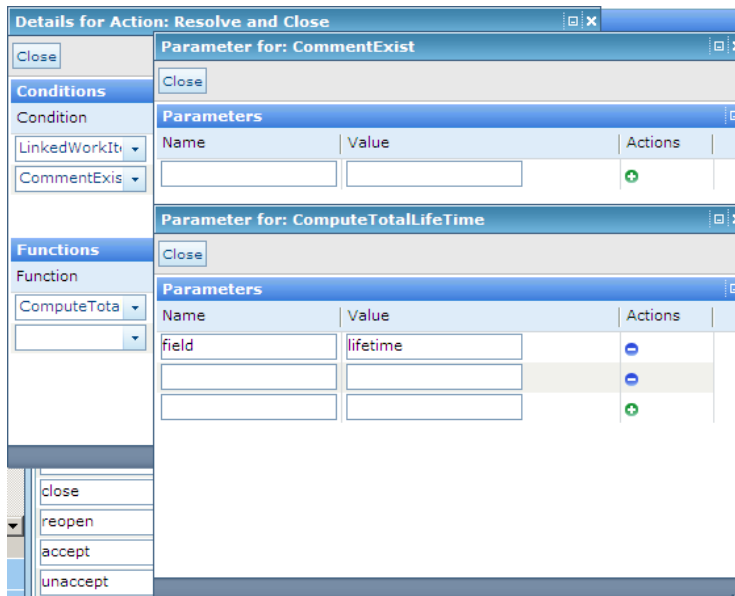 Details for Action: Resolve and Close
Close
Conditions
Condition
LinkedWorkIt
CommentExis
Functions
Function
ComputeTota
Parameter for: CommentExist
Close
Parameters
Name Value Actions
Parameter for: ComputeTotalLifeTime
Close
Parameters
Name Value Actions
field lifetime
close
reopen
accept
unaccept